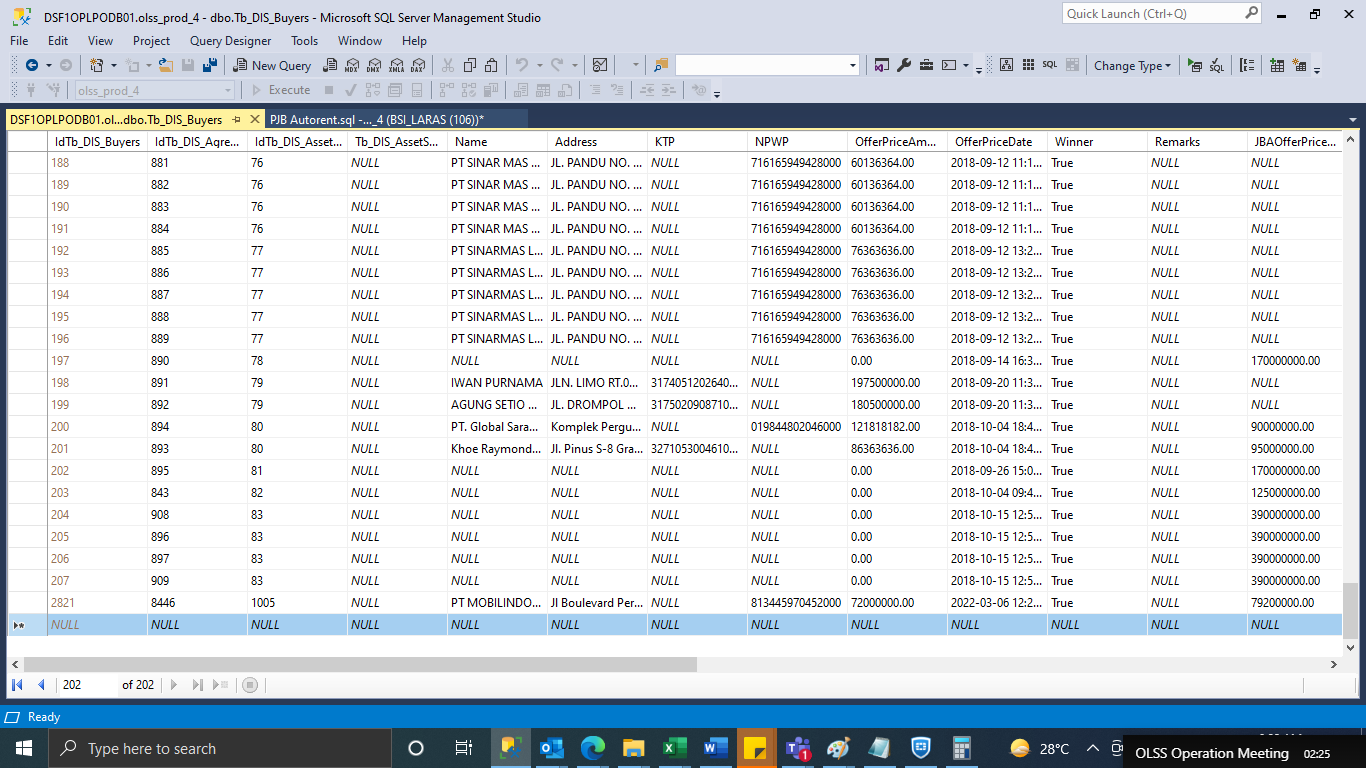 DSF1OPLPODB01.olss_prod_4 - dbo.Tb_DIS_Buyers - Microsoft SQL Server Management Studio
Quick Launch (Ctrl+Q)
File Edit View Project Query Designer Tools Window Help
New Query MDX DMX XMLA DAX SQL Change Type SQL
olss_prod_4 Execute
DSF1OPLPODB01.ol...dbo.Tb_DIS_Buyers PJB Autorent.sql -..._4 (BSI_LARAS (106))*
IdTb_DIS_Buyers IdTb_DIS_Agre... IdTb_DIS_Asset... Tb_DIS_AssetS... Name Address KTP NPWP OfferPriceAm... OfferPriceDate Winner Remarks JBAOfferPrice...
188 881 76 NULL PT SINAR MAS ... JL. PANDU NO. ... NULL 716165949428000 60136364.00 2018-09-12 11:1... True NULL NULL
189 882 76 NULL PT SINAR MAS ... JL. PANDU NO. ... NULL 716165949428000 60136364.00 2018-09-12 11:1... True NULL NULL
190 883 76 NULL PT SINAR MAS ... JL. PANDU NO. ... NULL 716165949428000 60136364.00 2018-09-12 11:1... True NULL NULL
191 884 76 NULL PT SINAR MAS ... JL. PANDU NO. ... NULL 716165949428000 60136364.00 2018-09-12 11:1... True NULL NULL
192 885 77 NULL PT SINARMAS L... JL. PANDU NO. ... NULL 716165949428000 76363636.00 2018-09-12 13:2... True NULL NULL
193 886 77 NULL PT SINARMAS L... JL. PANDU NO. ... NULL 716165949428000 76363636.00 2018-09-12 13:2... True NULL NULL
194 887 77 NULL PT SINARMAS L... JL. PANDU NO. ... NULL 716165949428000 76363636.00 2018-09-12 13:2... True NULL NULL
195 888 77 NULL PT SINARMAS L... JL. PANDU NO. ... NULL 716165949428000 76363636.00 2018-09-12 13:2... True NULL NULL
196 889 77 NULL PT SINARMAS L... JL. PANDU NO. ... NULL 716165949428000 76363636.00 2018-09-12 13:2... True NULL NULL
197 890 78 NULL NULL NULL NULL NULL 0.00 2018-09-14 16:3... True NULL 170000000.00
198 891 79 NULL IWAN PURNAMA JLN. LIMO RT.0... 3174051202640... NULL 197500000.00 2018-09-20 11:3... True NULL NULL
199 892 79 NULL AGUNG SETIO ... JL. DROMPOL ... 3175020908710... NULL 180500000.00 2018-09-20 11:3... True NULL NULL
200 894 80 NULL PT. Global Sara... Komplek Pergu... NULL 019844802046000 121818182.00 2018-10-04 18:4... True NULL 90000000.00
201 893 80 NULL Khoe Raymond... Jl. Pinus S-8 Gra... 3271053004610... NULL 86363636.00 2018-10-04 18:4... True NULL 95000000.00
202 895 81 NULL NULL NULL NULL NULL 0.00 2018-09-26 15:0... True NULL 170000000.00
203 843 82 NULL NULL NULL NULL NULL 0.00 2018-10-04 09:4... True NULL 125000000.00
204 908 83 NULL NULL NULL NULL NULL 0.00 2018-10-15 12:5... True NULL 390000000.00
205 896 83 NULL NULL NULL NULL NULL 0.00 2018-10-15 12:5... True NULL 390000000.00
206 897 83 NULL NULL NULL NULL NULL 0.00 2018-10-15 12:5... True NULL 390000000.00
207 909 83 NULL NULL NULL NULL NULL 0.00 2018-10-15 12:5... True NULL 390000000.00
2821 8446 1005 NULL PT MOBILINDO... Jl Boulevard Per... NULL 813445970452000 72000000.00 2022-03-06 12:2... True NULL 79200000.00
NULL NULL NULL NULL NULL NULL NULL NULL NULL NULL NULL NULL NULL
202 of 202
Ready
Type here to search 1 28°C OLSS Operation Meeting 02:25